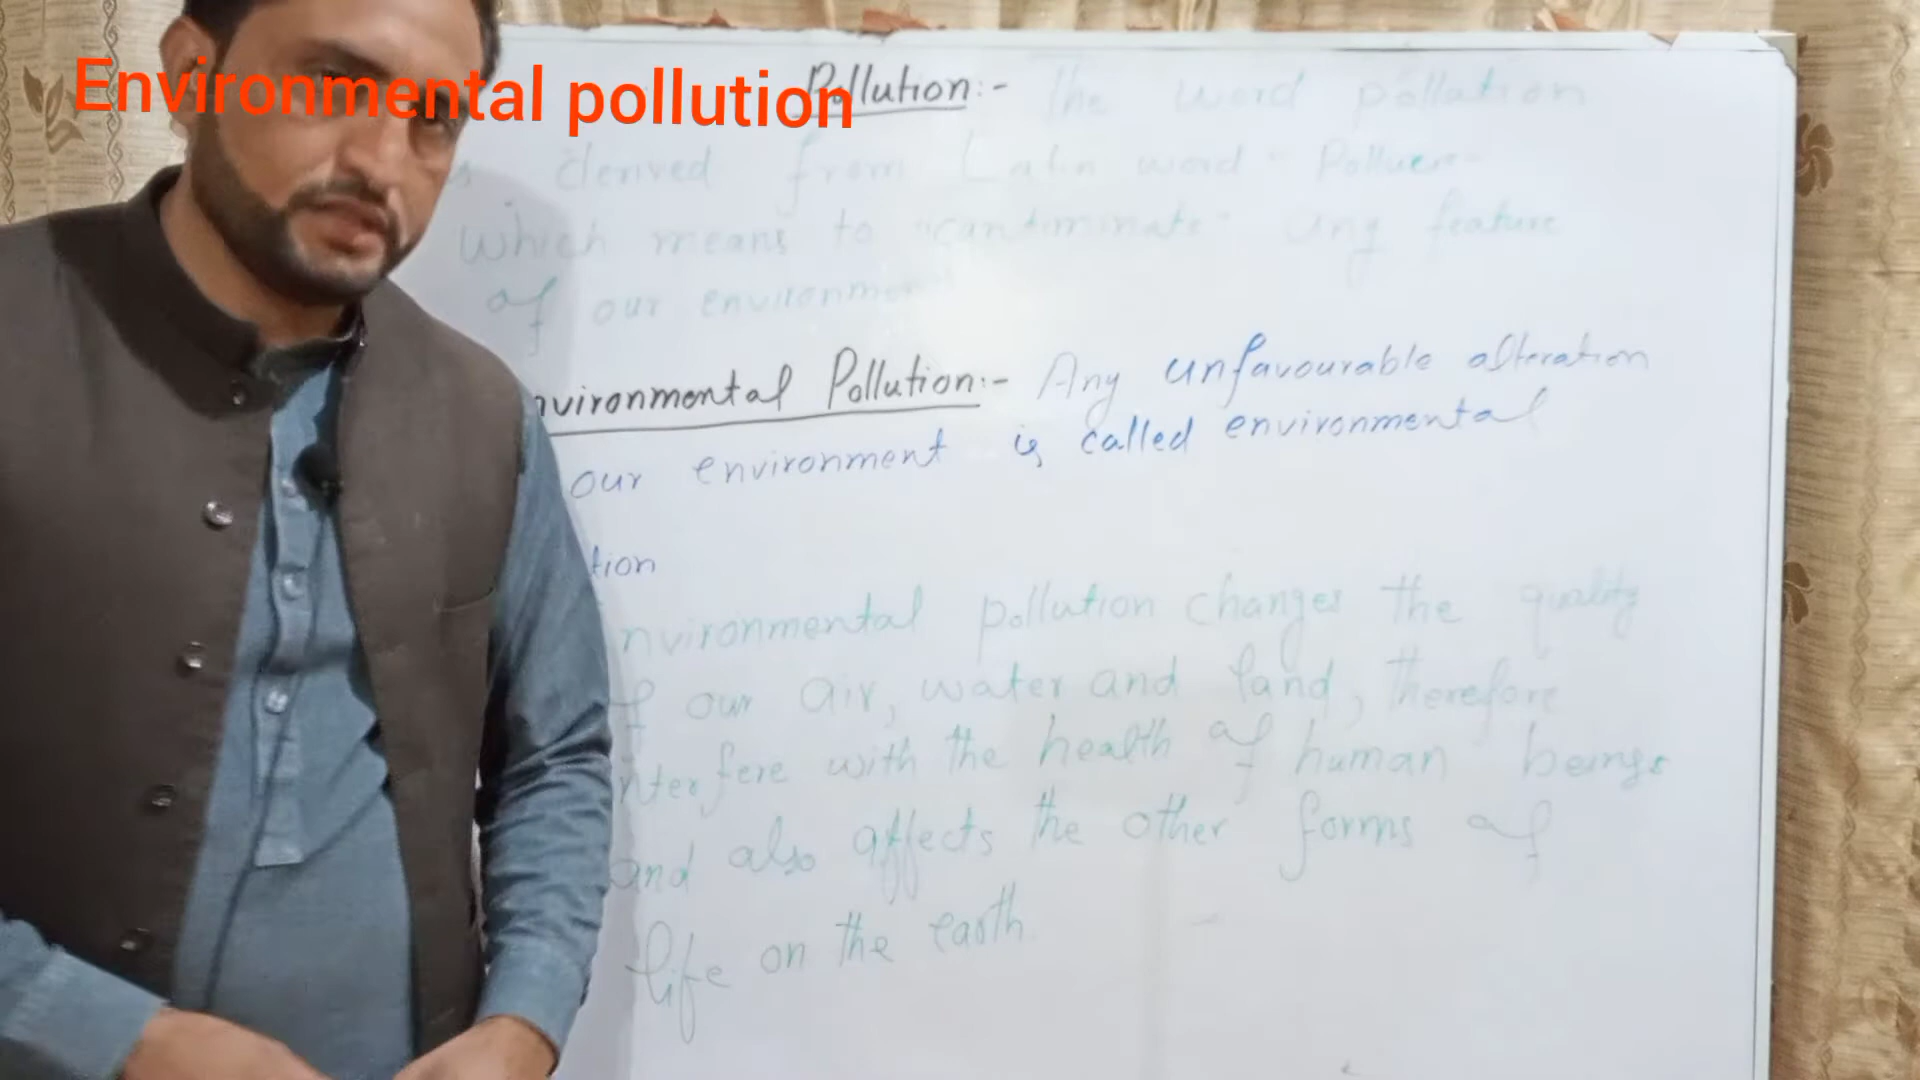 Environmental pollution
Pollution:- The word pollution
s derived from Latin word - Polluere-
which means to "contiminate" any feature
of our environmen
nvironmental Pollution:- Any unfavourable alteration
our environment is called environmental
tion
nvironmental pollution changes the quality
f our air, water and land, therefore
nterfere with the health of human beings
and also affects the other forms of
life on the earth.